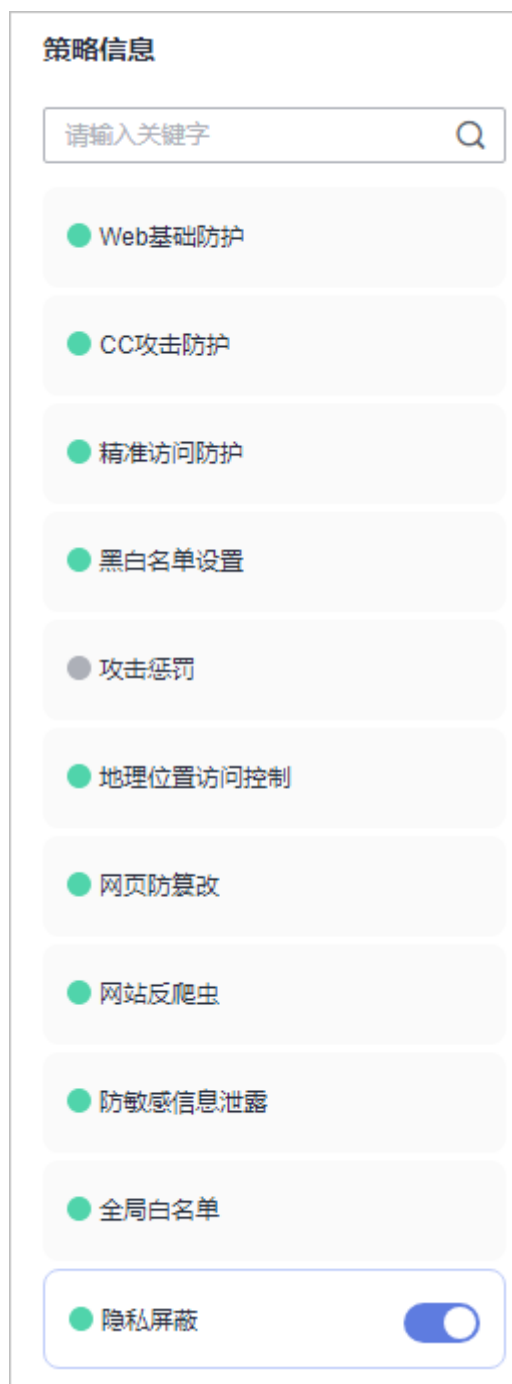 策略信息
请输入关键字
Web基础防护
CC攻击防护
精准访问防护
黑白名单设置
攻击惩罚
地理位置访问控制
网页防篡改
网站反爬虫
防敏感信息泄露
全局白名单
隐私屏蔽